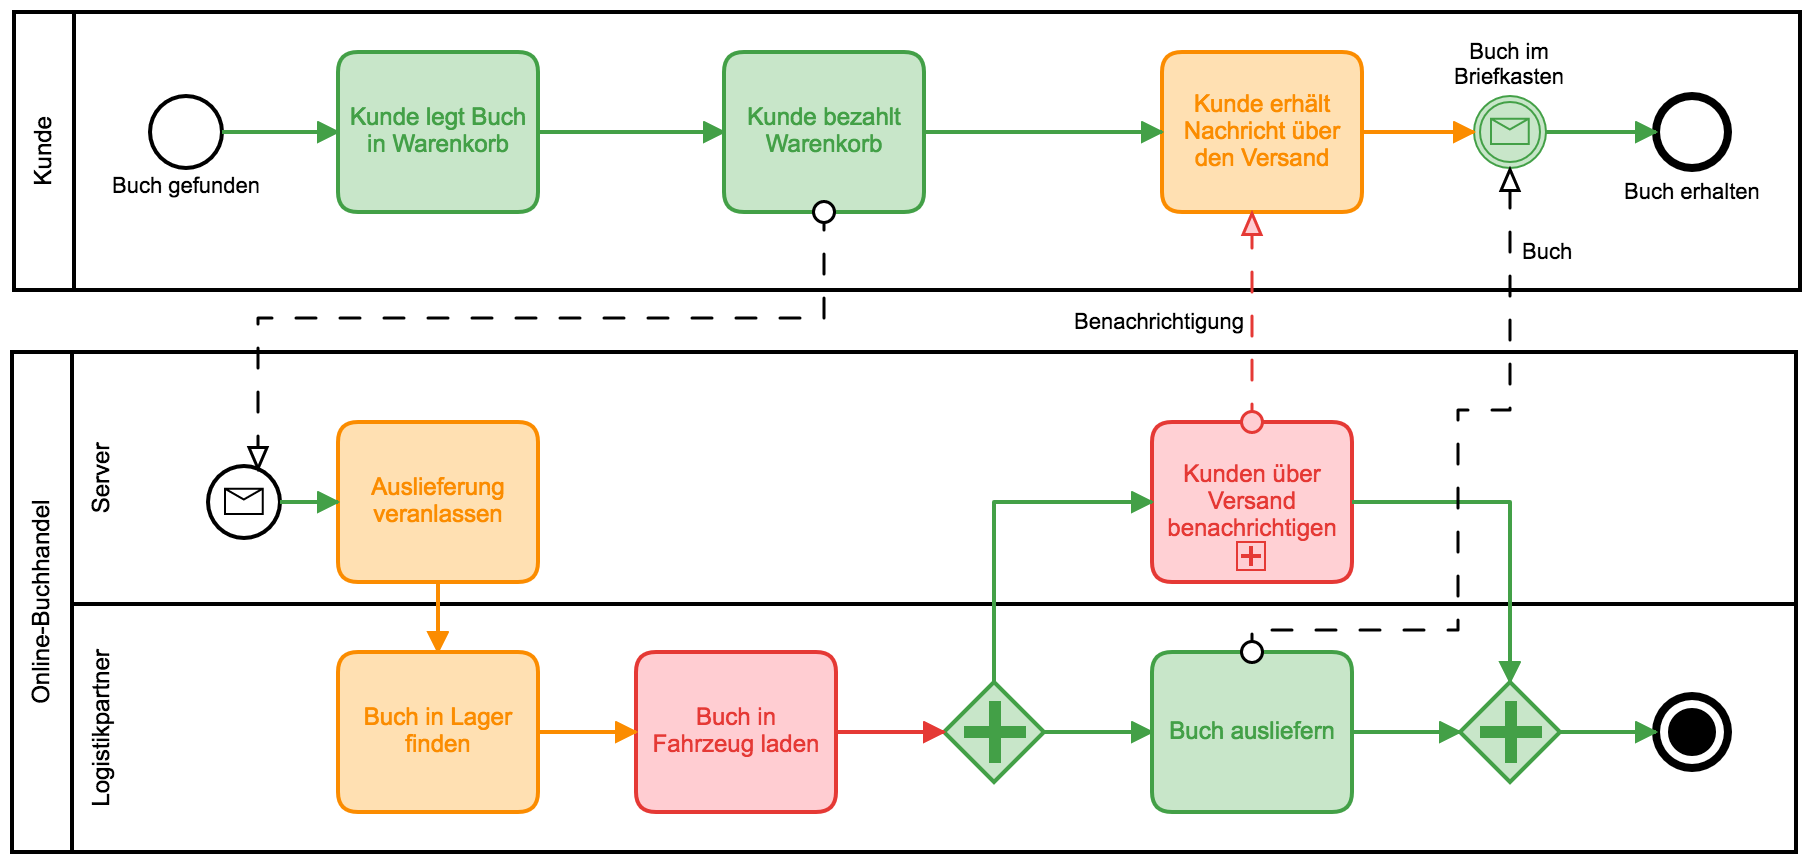 Kunde
Buch gefunden
Kunde legt Buch
in Warenkorb
Kunde bezahlt
Warenkorb
Kunde erhält
Nachricht über
den Versand
Buch im
Briefkasten
Buch erhalten
Buch
Benachrichtigung
Online-Buchhandel
Server
Auslieferung
veranlassen
Kunden über
Versand
benachrichtigen
Logistikpartner
Buch in Lager
finden
Buch in
Fahrzeug laden
Buch ausliefern